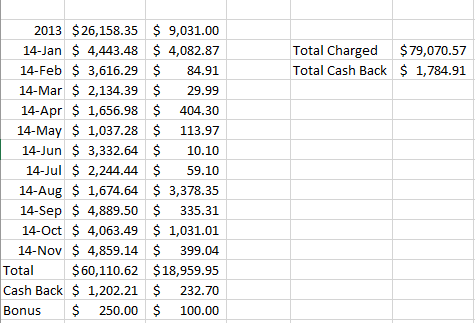 2013 $26,158.35 $ 9,031.00
14-Jan $ 4,443.48 $ 4,082.87 Total Charged $79,070.57
14-Feb $ 3,616.29 $ 84.91 Total Cash Back $ 1,784.91
14-Mar $ 2,134.39 $ 29.99
14-Apr $ 1,656.98 $ 404.30
14-May $ 1,037.28 $ 113.97
14-Jun $ 3,332.64 $ 10.10
14-Jul $ 2,244.44 $ 59.10
14-Aug $ 1,674.64 $ 3,378.35
14-Sep $ 4,889.50 $ 335.31
14-Oct $ 4,063.49 $ 1,031.01
14-Nov $ 4,859.14 $ 399.04
Total $60,110.62 $18,959.95
Cash Back $ 1,202.21 $ 232.70
Bonus $ 250.00 $ 100.00